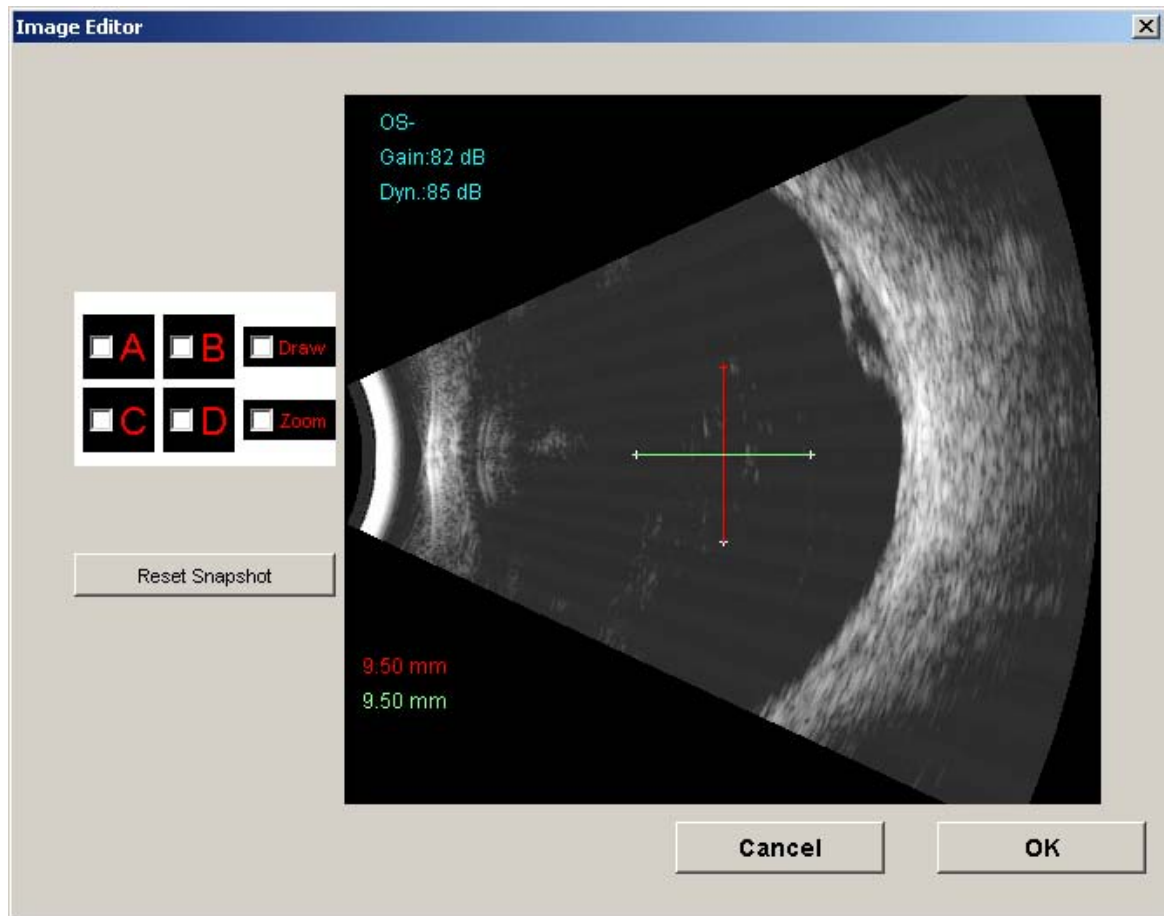 Image Editor
OS-
Gain:82 dB
Dyn.:85 dB
A B Draw
C D Zoom
Reset Snapshot
9.50 mm
9.50 mm
Cancel OK